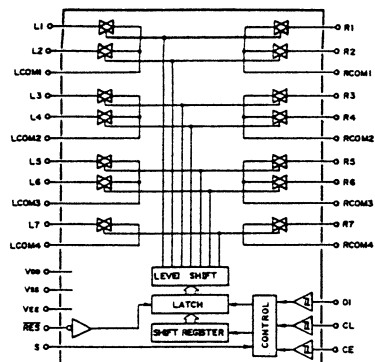 L1 R1
L2 R2
LCOM1 RCOM1
L3 R3
L4 R4
LCOM2 RCOM2
L5 R5
L6 R6
LCOM3 RCOM3
L7 R7
LCOM4 RCOM4
VDD
LEVEL SHIFT
VSS
VEE
LATCH
DI
RES
CONTROL
CL
SHIFT REGISTER
S
CE